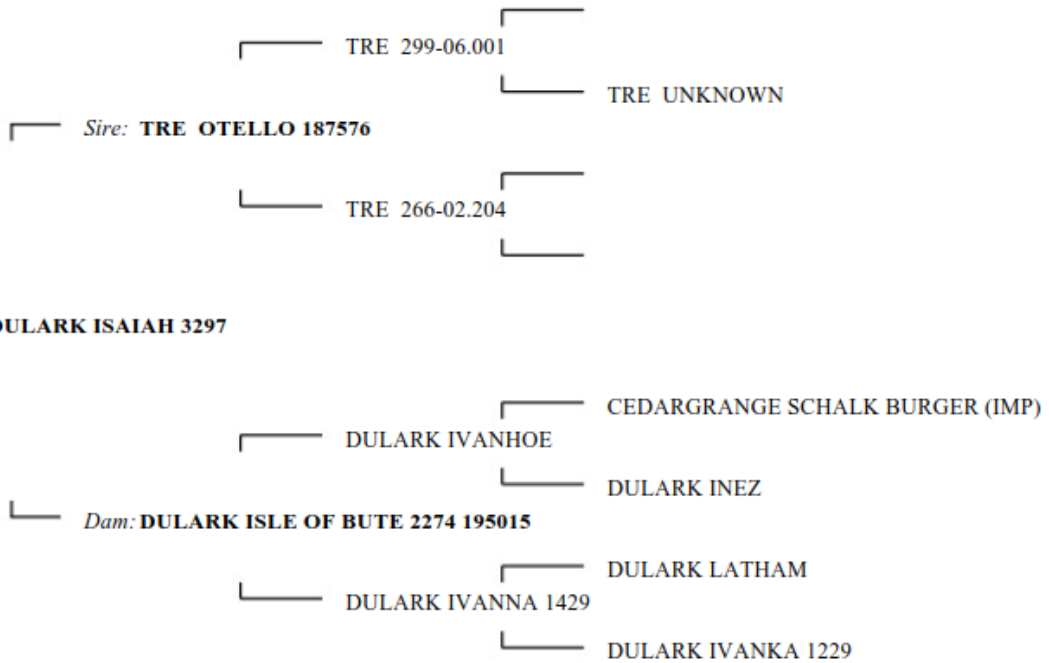 TRE 299-06.001
TRE UNKNOWN
Sire: TRE OTELLO 187576
TRE 266-02.204
DULARK ISAIAH 3297
CEDARGRANGE SCHALK BURGER (IMP)
DULARK IVANHOE
DULARK INEZ
Dam: DULARK ISLE OF BUTE 2274 195015
DULARK LATHAM
DULARK IVANNA 1429
DULARK IVANKA 1229